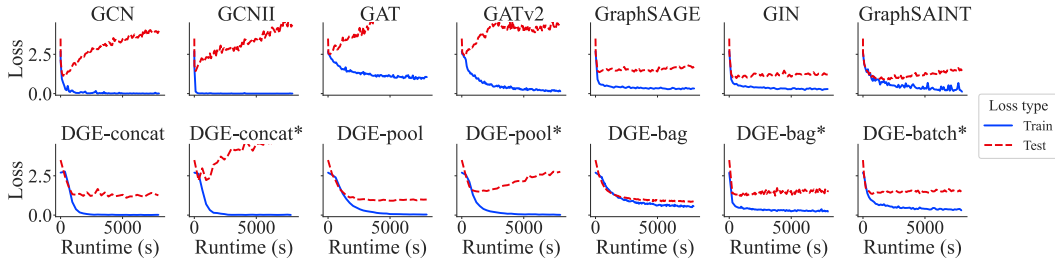 GCN GCNII GAT GATv2 GraphSAGE GIN GraphSAINT
Loss
2.5
0.0
Loss type
Train
Test
DGE-concat DGE-concat* DGE-pool DGE-pool* DGE-bag DGE-bag* DGE-batch*
Loss
2.5
0.0
0 5000 0 5000 0 5000 0 5000 0 5000 0 5000 0 5000
Runtime (s) Runtime (s) Runtime (s) Runtime (s) Runtime (s) Runtime (s) Runtime (s)